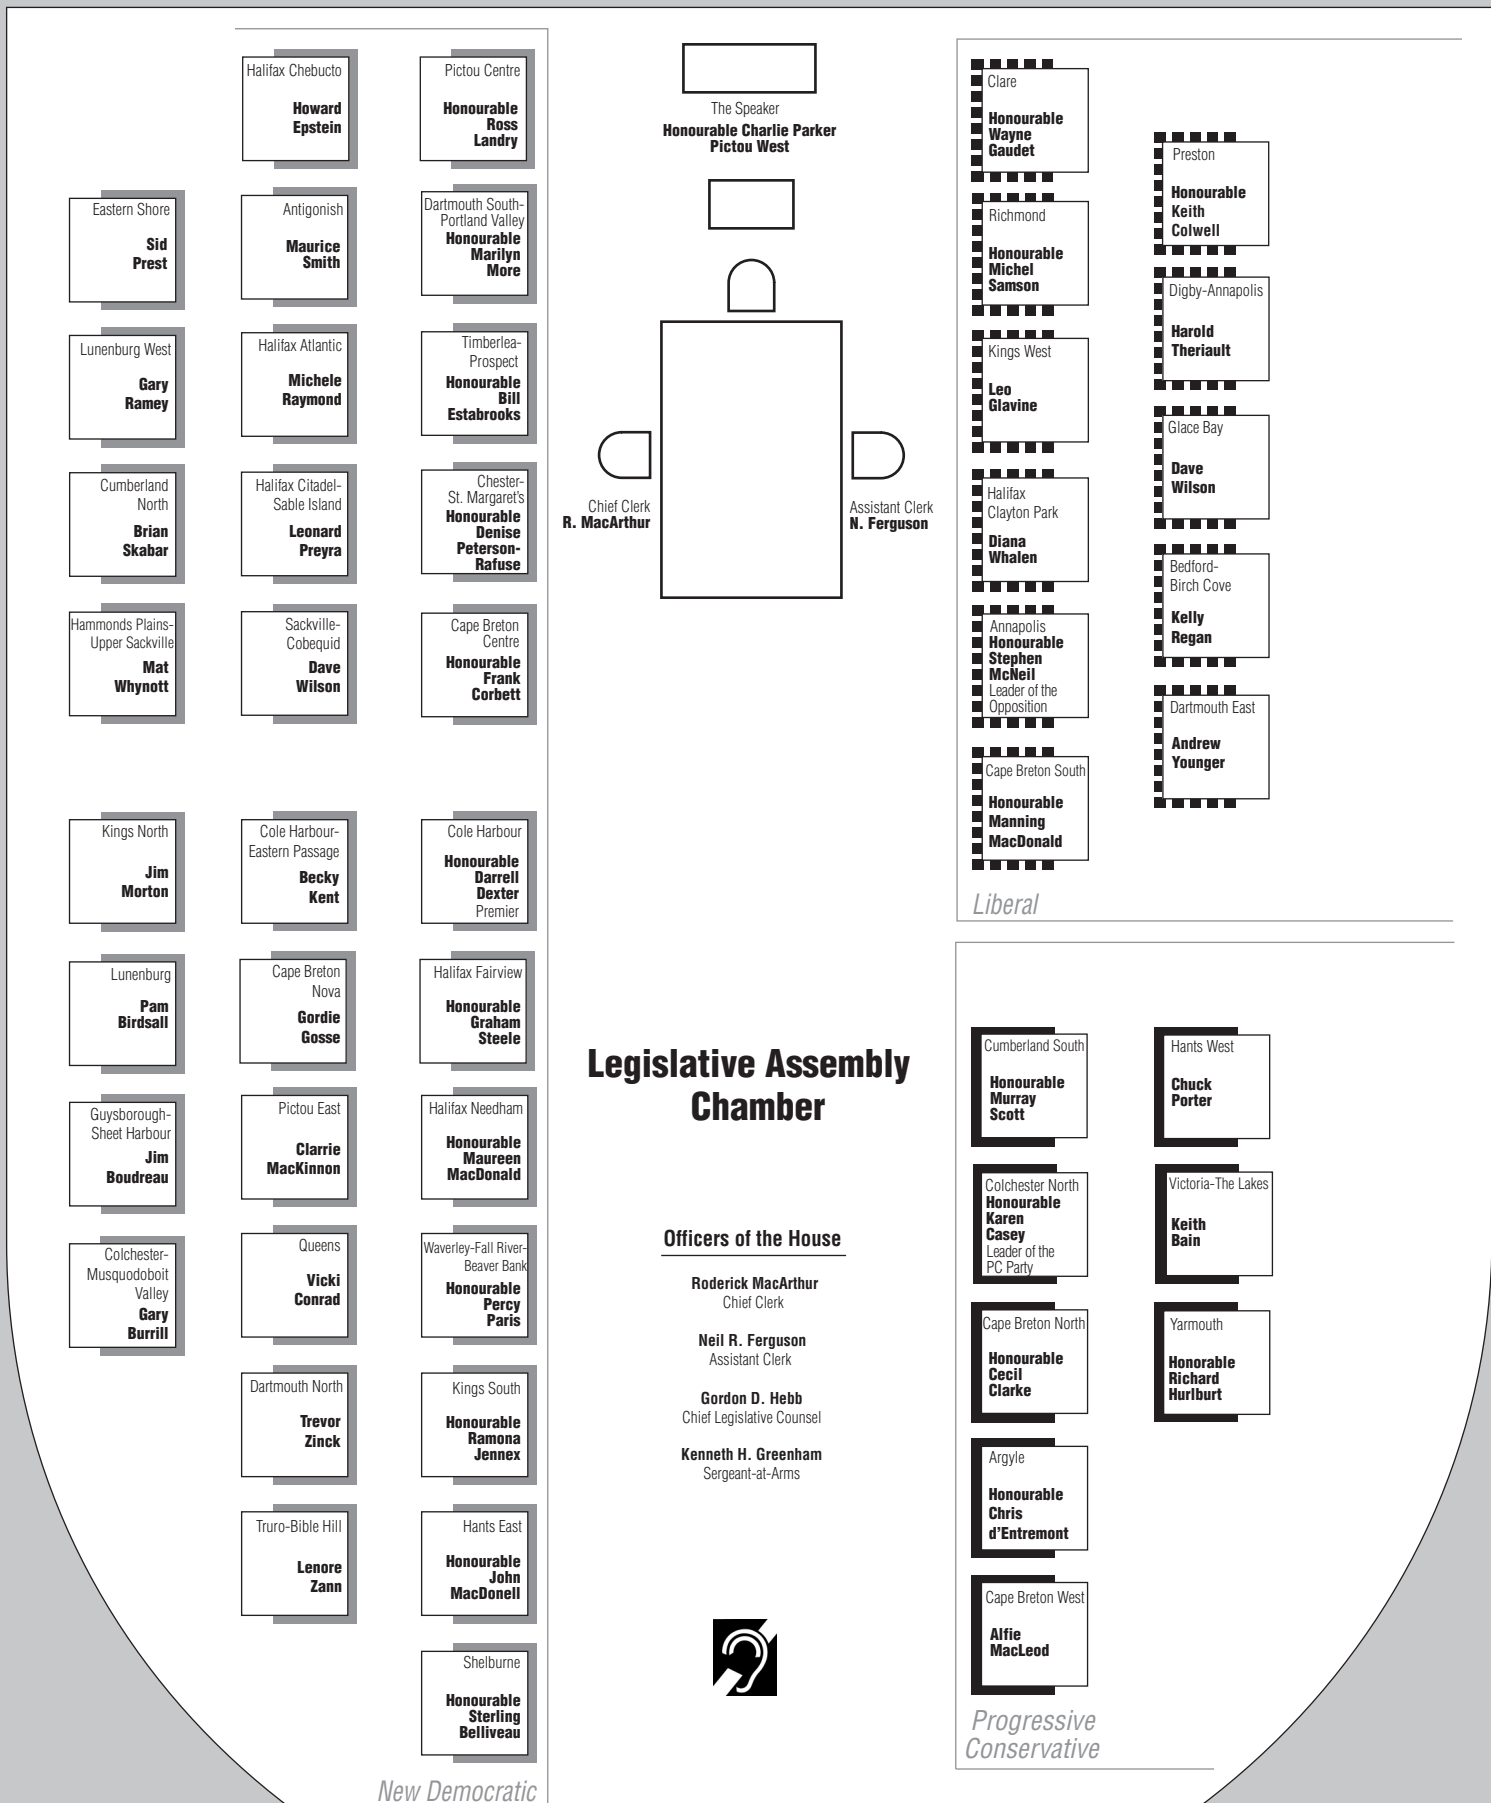 Halifax Chebucto
Howard
Epstein
Pictou Centre
Honourable
Ross
Landry
Eastern Shore
Sid
Prest
Antigonish
Maurice
Smith
Dartmouth South-
Portland Valley
Honourable
Marilyn
More
Lunenburg West
Gary
Ramey
Halifax Atlantic
Michele
Raymond
Timberlea-
Prospect
Honourable
Bill
Estabrooks
Cumberland
North
Brian
Skabar
Halifax Citadel-
Sable Island
Leonard
Preyra
Chester-
St. Margaret's
Honourable
Denise
Peterson-
Rafuse
Hammonds Plains-
Upper Sackville
Mat
Whynott
Sackville-
Cobequid
Dave
Wilson
Cape Breton
Centre
Honourable
Frank
Corbett
Kings North
Jim
Morton
Cole Harbour-
Eastern Passage
Becky
Kent
Cole Harbour
Honourable
Darrell
Dexter
Premier
Lunenburg
Pam
Birdsall
Cape Breton
Nova
Gordie
Gosse
Halifax Fairview
Honourable
Graham
Steele
Guysborough-
Sheet Harbour
Jim
Boudreau
Pictou East
Clarrie
MacKinnon
Halifax Needham
Honourable
Maureen
MacDonald
Colchester-
Musquodoboit
Valley
Gary
Burrill
Queens
Vicki
Conrad
Waverley-Fall River-
Beaver Bank
Honourable
Percy
Paris
Dartmouth North
Trevor
Zinck
Kings South
Honourable
Ramona
Jennex
Truro-Bible Hill
Lenore
Zann
Hants East
Honourable
John
MacDonell
Shelburne
Honourable
Sterling
Belliveau
New Democratic
The Speaker
Honourable Charlie Parker
Pictou West
Chief Clerk
R. MacArthur
Assistant Clerk
N. Ferguson
Legislative Assembly
Chamber
Officers of the House
Roderick MacArthur
Chief Clerk
Neil R. Ferguson
Assistant Clerk
Gordon D. Hebb
Chief Legislative Counsel
Kenneth H. Greenham
Sergeant-at-Arms
Clare
Honourable
Wayne
Gaudet
Preston
Honourable
Keith
Colwell
Richmond
Honourable
Michel
Samson
Digby-Annapolis
Harold
Theriault
Kings West
Leo
Glavine
Glace Bay
Dave
Wilson
Halifax
Clayton Park
Diana
Whalen
Bedford-
Birch Cove
Kelly
Regan
Annapolis
Honourable
Stephen
McNeil
Leader of the
Opposition
Dartmouth East
Andrew
Younger
Cape Breton South
Honourable
Manning
MacDonald
Liberal
Cumberland South
Honourable
Murray
Scott
Hants West
Chuck
Porter
Colchester North
Honourable
Karen
Casey
Leader of the
PC Party
Victoria-The Lakes
Keith
Bain
Cape Breton North
Honourable
Cecil
Clarke
Yarmouth
Honorable
Richard
Hurlburt
Argyle
Honourable
Chris
d'Entremont
Cape Breton West
Alfie
MacLeod
Progressive
Conservative